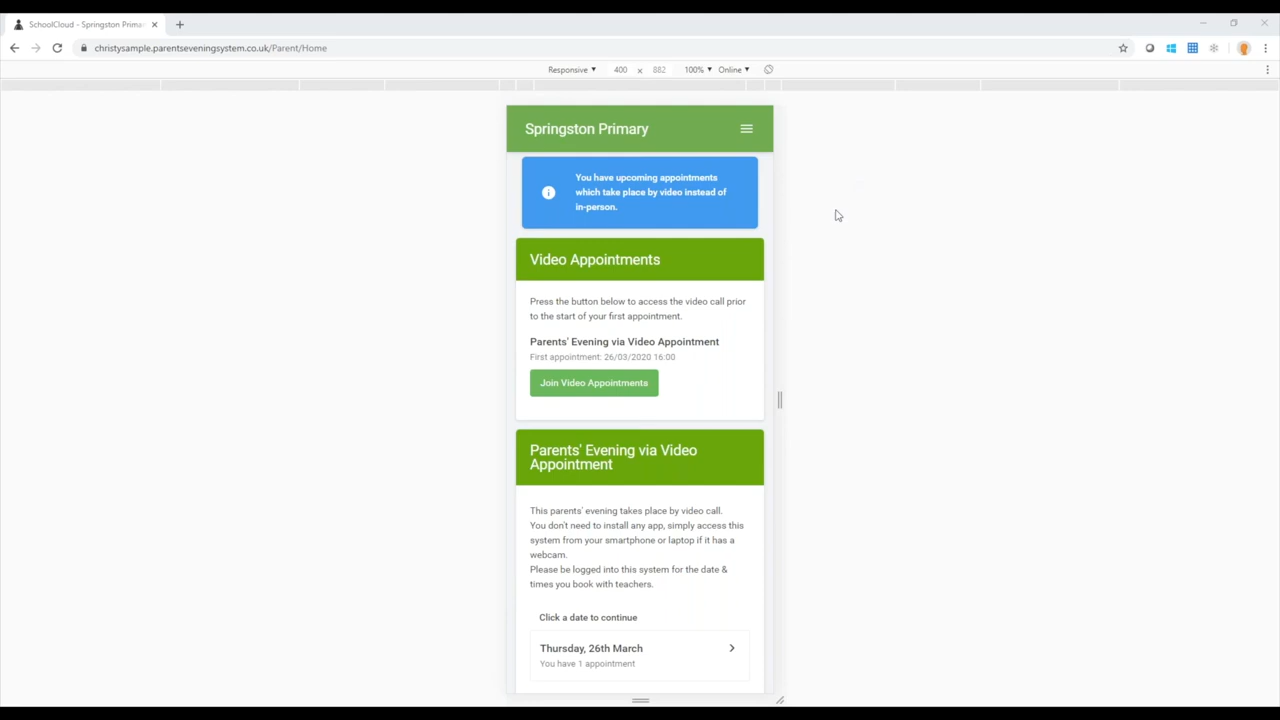 SchoolCloud - Springston Prima
christysample.parentseveningsystem.co.uk/Parent/Home
Responsive 400 x 882 100% Online
Springston Primary
You have upcoming appointments
which take place by video instead of
in-person.
Video Appointments
Press the button below to access the video call prior
to the start of your first appointment.
Parents' Evening via Video Appointment
First appointment: 26/03/2020 16:00
Join Video Appointments
Parents' Evening via Video
Appointment
This parents' evening takes place by video call.
You don't need to install any app, simply access this
system from your smartphone or laptop if it has a
webcam.
Please be logged into this system for the date &
times you book with teachers.
Click a date to continue
Thursday, 26th March
You have 1 appointment